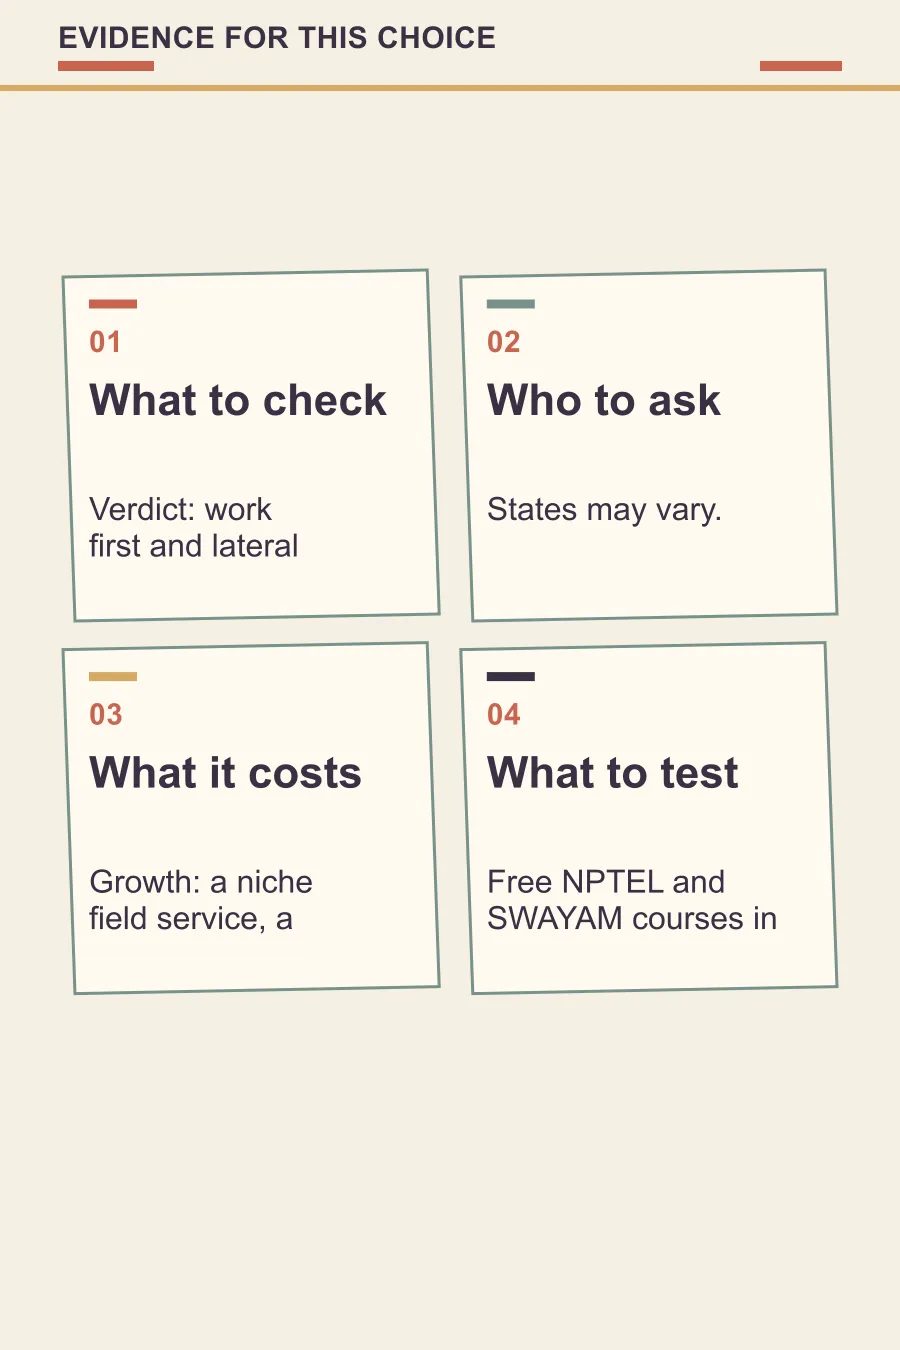 EVIDENCE FOR THIS CHOICE
01
What to check
Verdict: work
first and lateral
02
Who to ask
States may vary.
03
What it costs
Growth: a niche
field service, a
04
What to test
Free NPTEL and
SWAYAM courses in